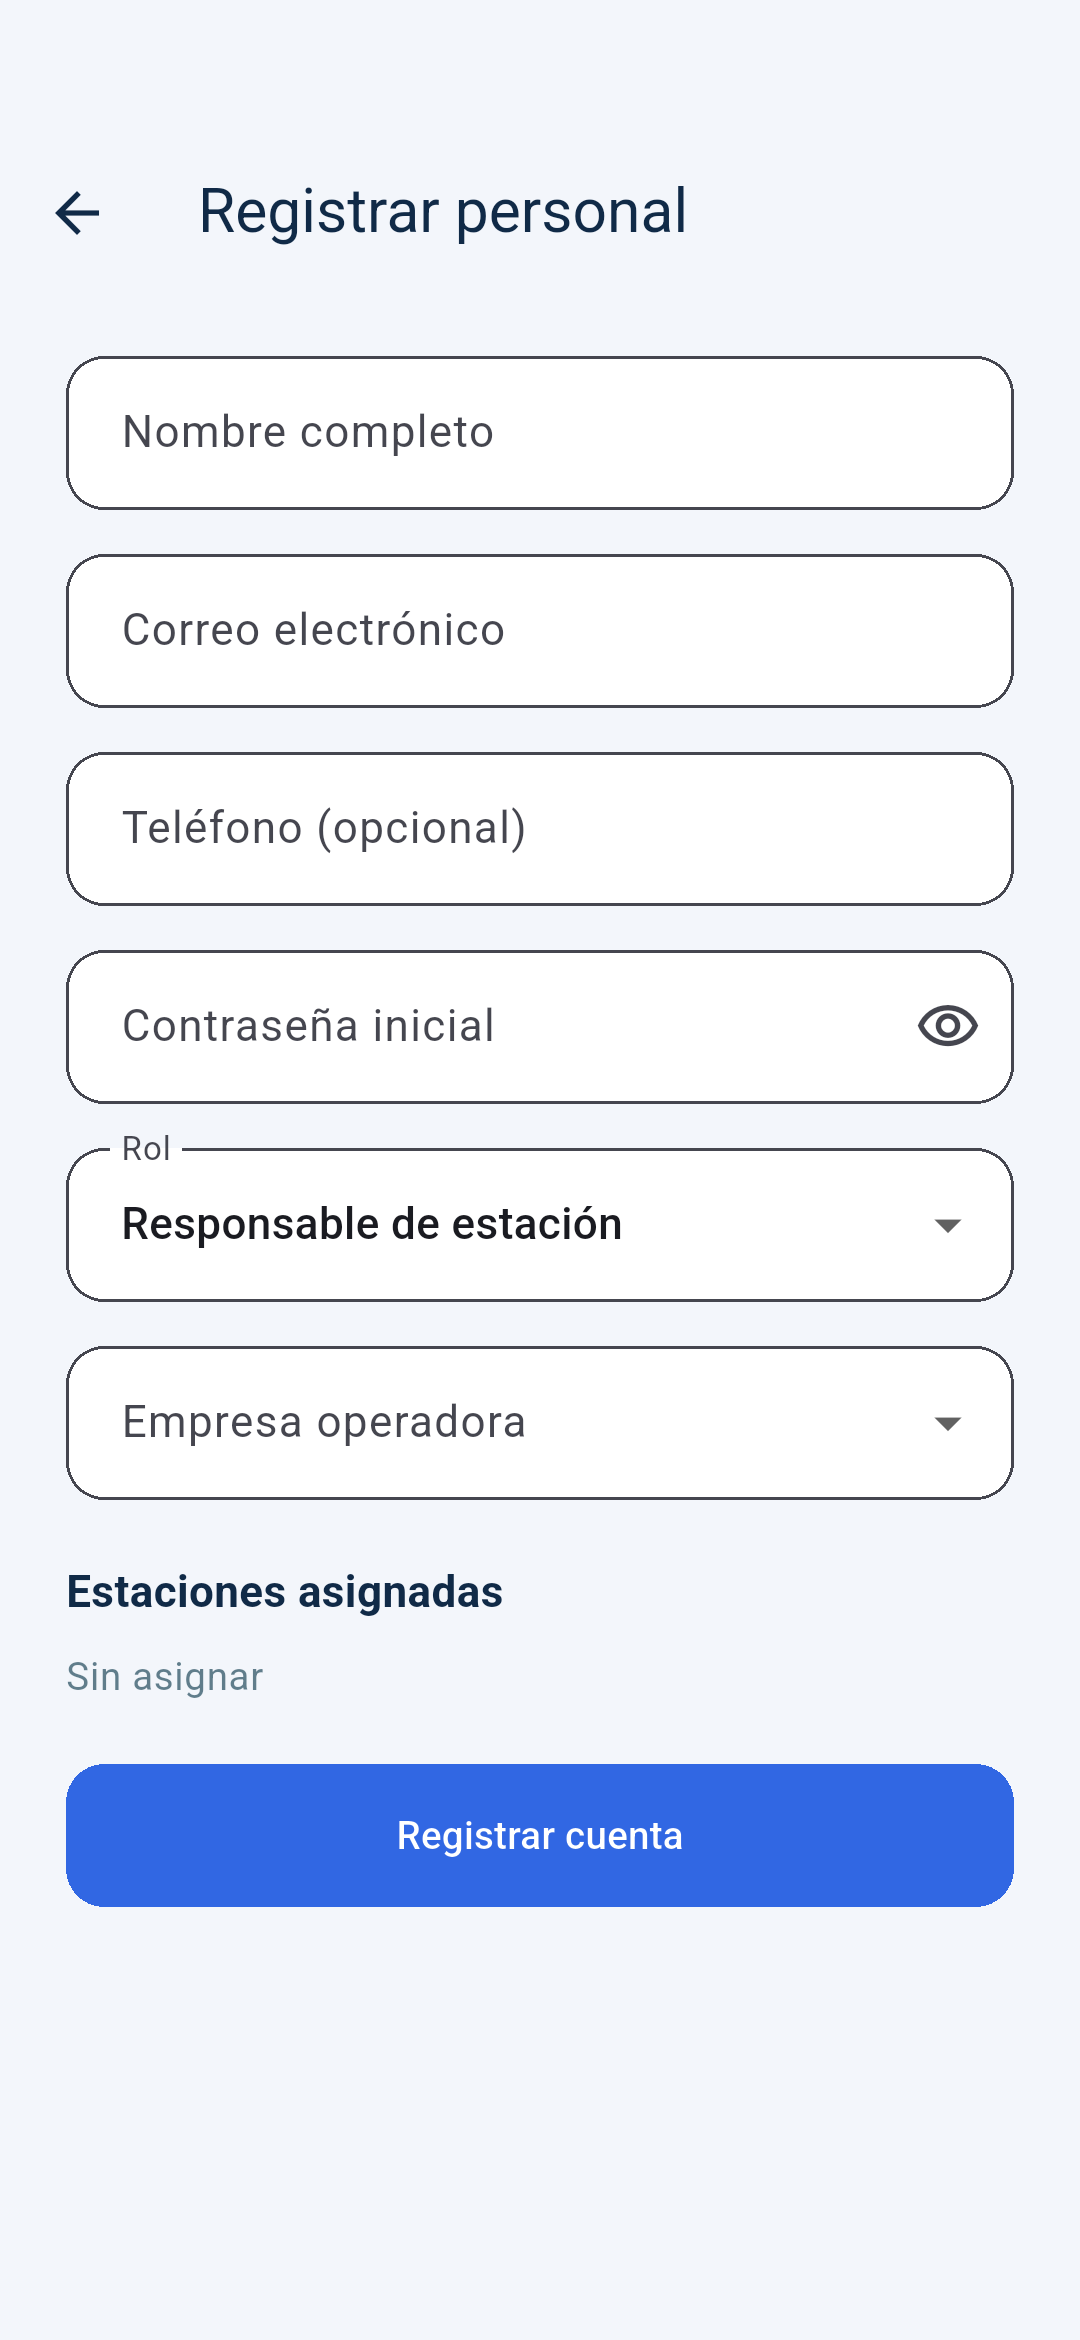 Registrar personal
Nombre completo
Correo electrónico
Teléfono (opcional)
Contraseña inicial
Rol
Responsable de estación
Empresa operadora
Estaciones asignadas
Sin asignar
Registrar cuenta